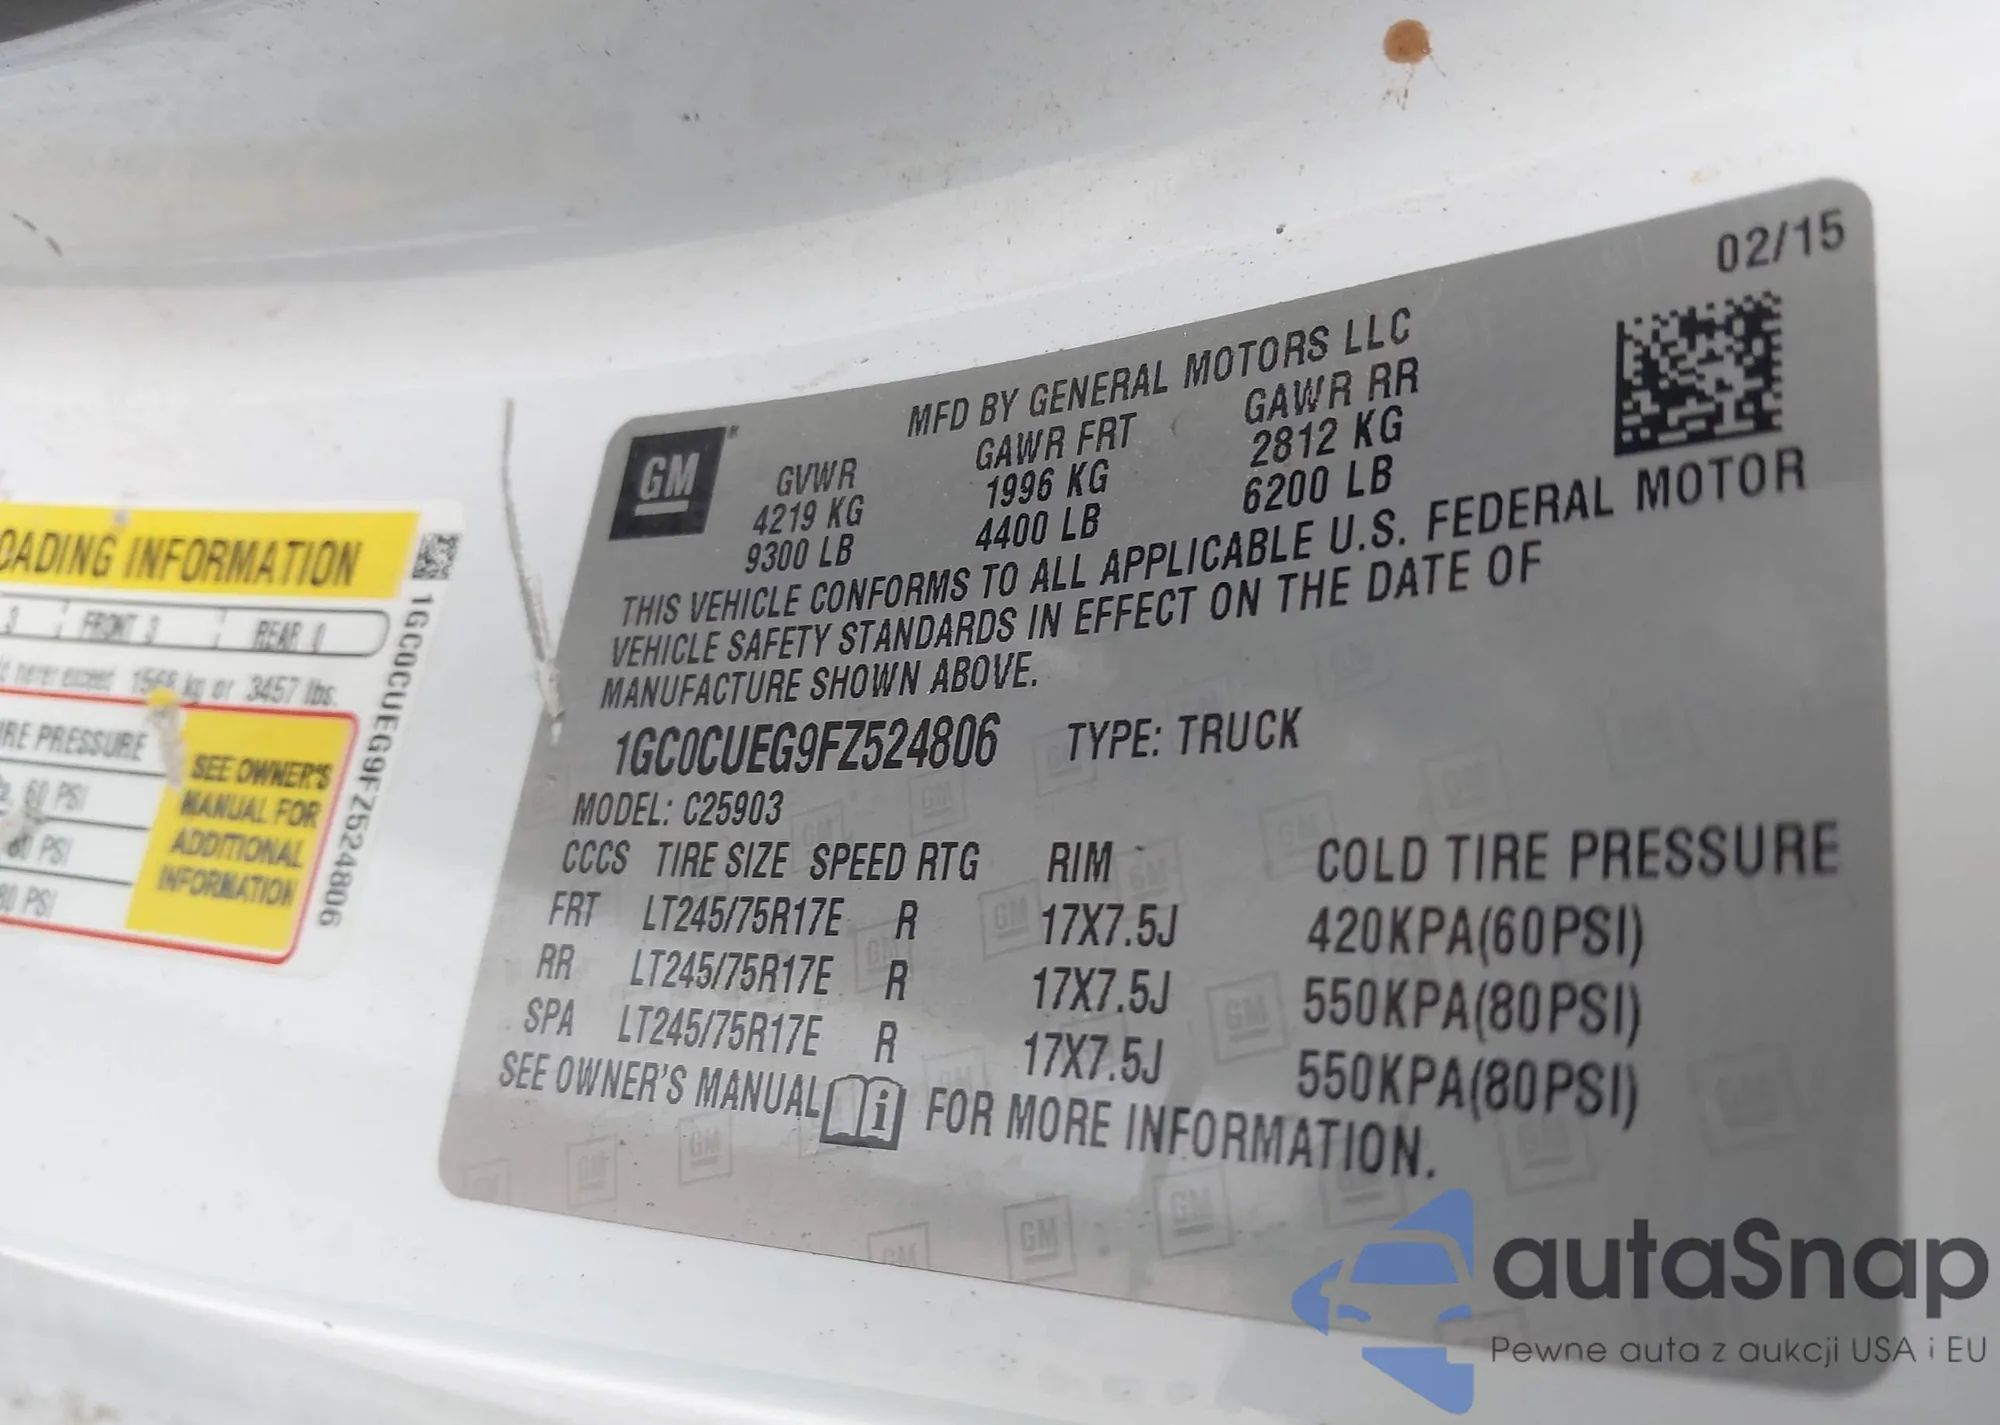 02/15
MFD BY GENERAL MOTORS LLC
GM
GVWR GAWR FRT GAWR RR
4219 KG 1996 KG 2812 KG
9300 LB 4400 LB 6200 LB
THIS VEHICLE CONFORMS TO ALL APPLICABLE U.S. FEDERAL MOTOR
VEHICLE SAFETY STANDARDS IN EFFECT ON THE DATE OF
MANUFACTURE SHOWN ABOVE.
1GC0CUEG9FZ524806 TYPE: TRUCK
MODEL: C25903
CCCS TIRE SIZE SPEED RTG RIM COLD TIRE PRESSURE
FRT LT245/75R17E R 17X7.5J 420KPA(60PSI)
RR LT245/75R17E R 17X7.5J 550KPA(80PSI)
SPA LT245/75R17E R 17X7.5J 550KPA(80PSI)
SEE OWNER'S MANUAL i FOR MORE INFORMATION.
OADING INFORMATION
3 FRONT 3 REAR 0
never exceed kg or 3457 lbs.
IRE PRESSURE
60 PSI
PSI
80 PSI
SEE OWNER'S
MANUAL FOR
ADDITIONAL
INFORMATION
1GC0CUEG9FZ524806
autaSnap
Pewne auta z aukcji USA i EU